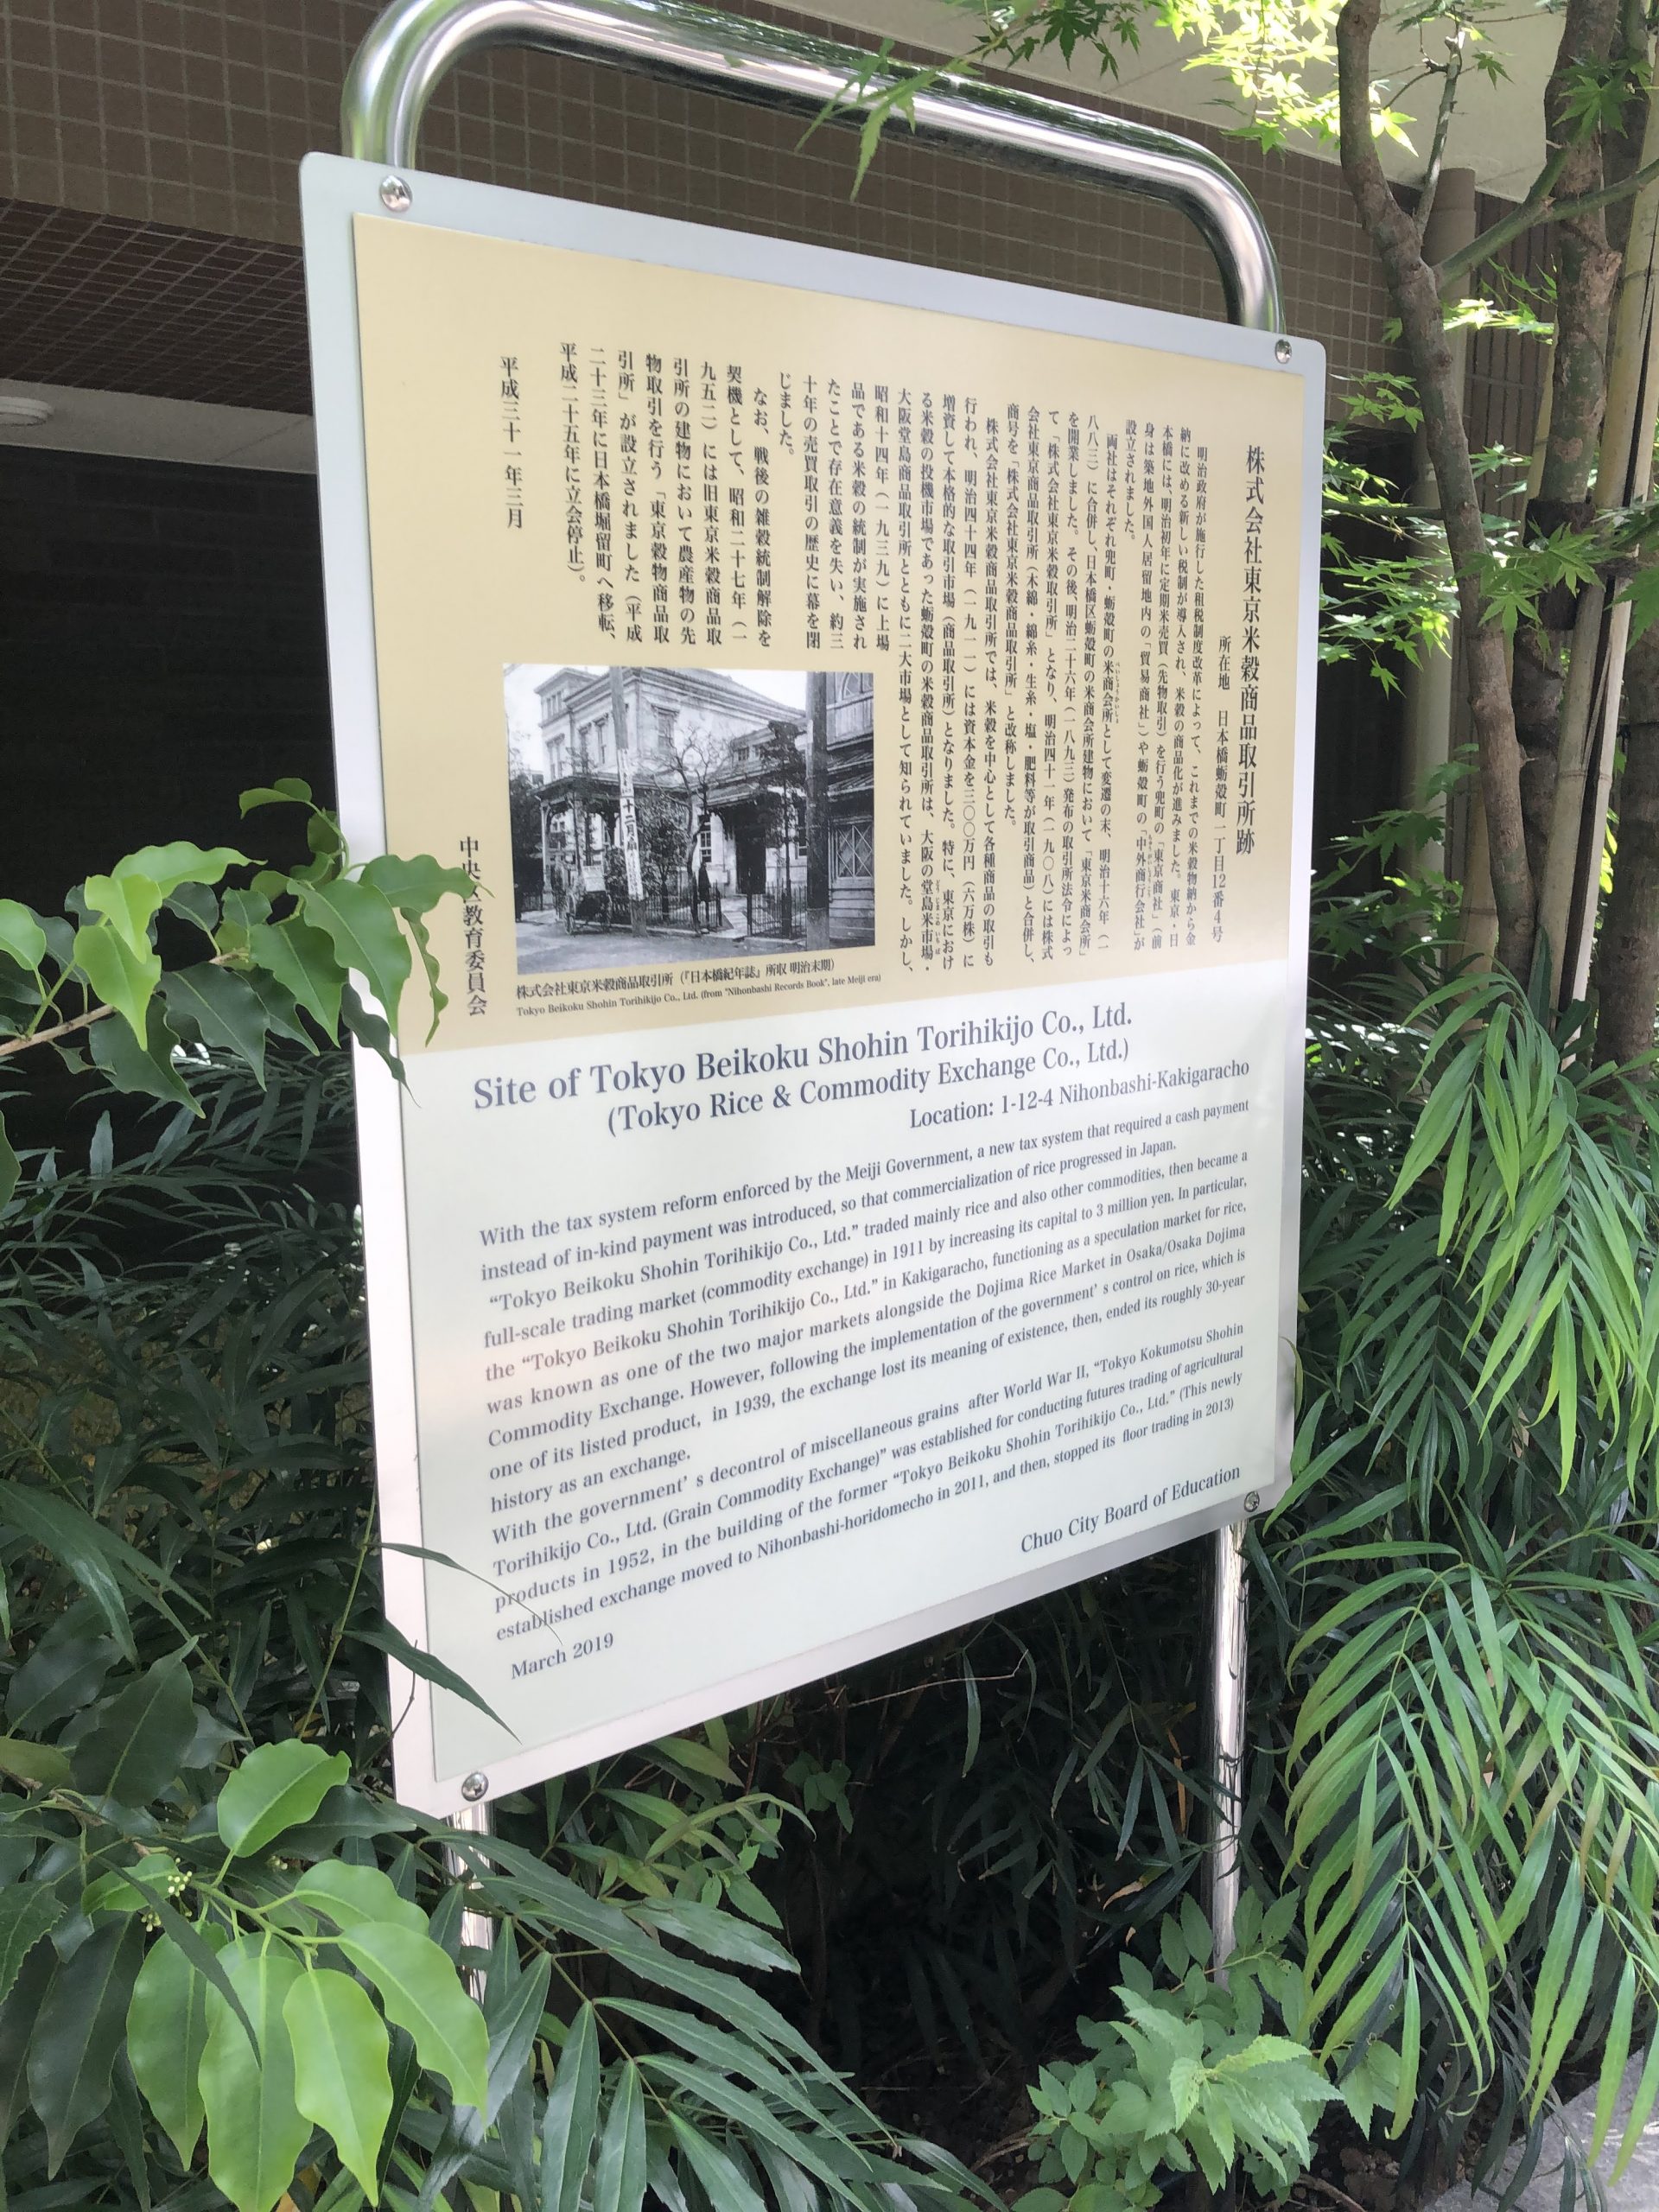 株式会社東京米穀商品取引所跡
所在地 日本橋蛎殻町一丁目12番4号
明治政府が施行した租税制度改革によって、これまでの米穀物納から金
納に改める新しい税制が導入され、米穀の商品化が進みました。東京・日
本橋には、明治初年に定期米売買（先物取引）を行う兜町の「東京商社」（前
身は築地外国人居留地内の「貿易商社」）や蛎殻町の「中外商行会社」が
設立されました。
両社はそれぞれ兜町・蛎殻町の米商会所として変遷の末、明治十六年（一
八八三）に合併し、日本橋区蛎殻町の米商会所建物において「東京米商会所」
を開業しました。その後、明治二十六年（一八九三）発布の取引所法令によっ
て「株式会社東京米穀取引所」となり、明治四十一年（一九〇八）には株式
会社東京商品取引所（木綿・綿糸・生糸・塩・肥料等が取引商品）と合併し、
商号を「株式会社東京米穀商品取引所」と改称しました。
株式会社東京米穀商品取引所では、米穀を中心として各種商品の取引も
行われ、明治四十四年（一九一一）には資本金を三〇〇万円（六万株）に
増資して本格的な取引市場（商品取引所）となりました。特に、東京におけ
る米穀の投機市場であった蛎殻町の米穀商品取引所は、大阪の堂島米市場・
大阪堂島商品取引所とともに二大市場として知られていました。しかし、
昭和十四年（一九三九）に上場
品である米穀の統制が実施され
たことで存在意義を失い、約三
十年の売買取引の歴史に幕を閉
じました。
なお、戦後の雑穀統制解除を
契機として、昭和二十七年（一
九五二）には旧東京米穀商品取
引所の建物において農産物の先
物取引を行う「東京穀物商品取
引所」が設立されました（平成
二十三年に日本橋堀留町へ移転、
平成二十五年に立会停止）。
平成三十一年三月
中央区教育委員会
株式会社東京米穀商品取引所（『日本橋紀年誌』所収 明治末期）
Tokyo Beikoku Shohin Torihikijo Co., Ltd. (from "Nihonbashi Records Book", late Meiji era)
Site of Tokyo Beikoku Shohin Torihikijo Co., Ltd.
(Tokyo Rice & Commodity Exchange Co., Ltd.)
Location: 1-12-4 Nihonbashi-Kakigaracho
With the tax system reform enforced by the Meiji Government, a new tax system that required a cash payment
instead of in-kind payment was introduced, so that commercialization of rice progressed in Japan.
“Tokyo Beikoku Shohin Torihikijo Co., Ltd.” traded mainly rice and also other commodities, then became a
full-scale trading market (commodity exchange) in 1911 by increasing its capital to 3 million yen. In particular,
the “Tokyo Beikoku Shohin Torihikijo Co., Ltd.” in Kakigaracho, functioning as a speculation market for rice,
was known as one of the two major markets alongside the Dojima Rice Market in Osaka/Osaka Dojima
Commodity Exchange. However, following the implementation of the government’ s control on rice, which is
one of its listed product, in 1939, the exchange lost its meaning of existence, then, ended its roughly 30-year
history as an exchange.
With the government’ s decontrol of miscellaneous grains after World War II, “Tokyo Kokumotsu Shohin
Torihikijo Co., Ltd. (Grain Commodity Exchange)” was established for conducting futures trading of agricultural
products in 1952, in the building of the former “Tokyo Beikoku Shohin Torihikijo Co., Ltd.” (This newly
established exchange moved to Nihonbashi-horidomecho in 2011, and then, stopped its floor trading in 2013)
Chuo City Board of Education
March 2019